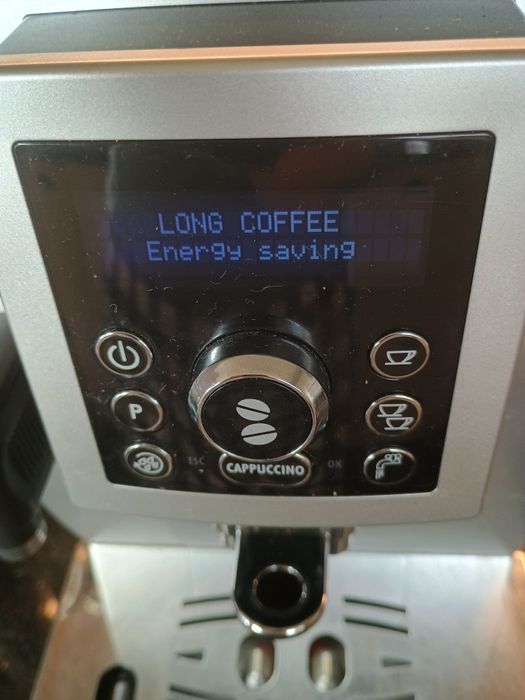 LONG COFFEE
Energy saving
P
ESC
CAPPUCCINO
OK